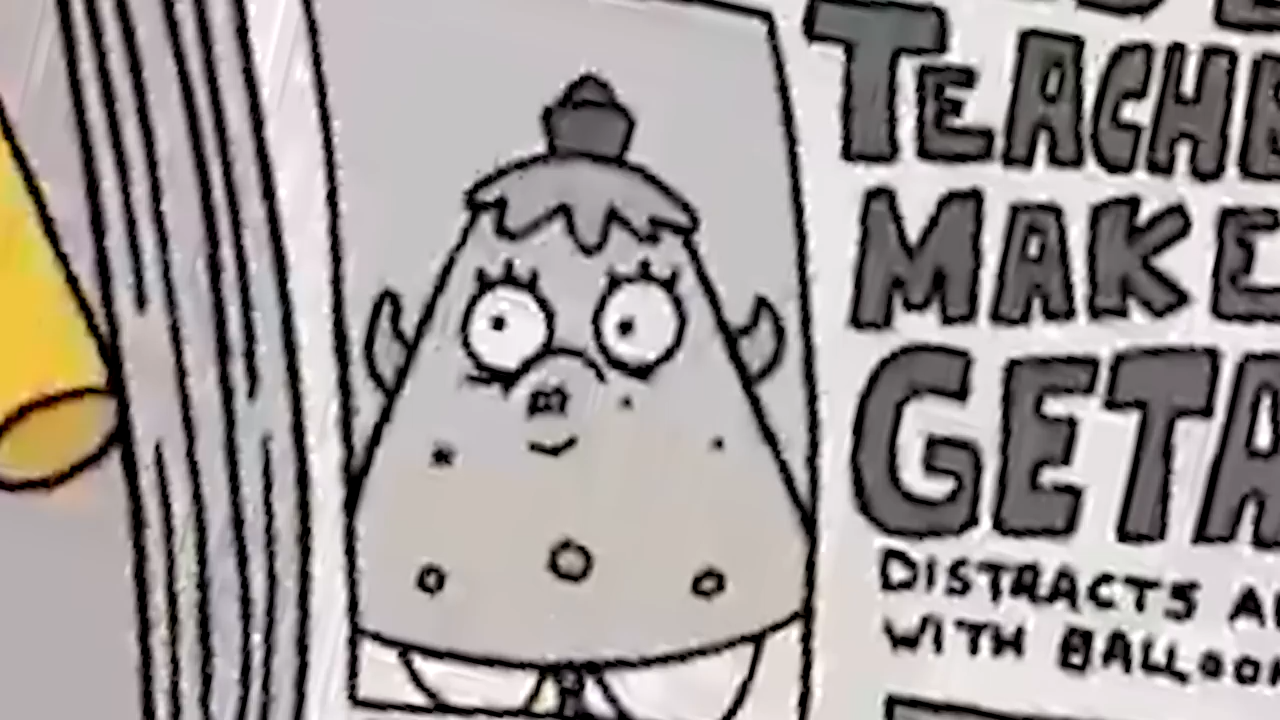 TEACHE
MAKE
GETA
DISTRACTS A
WITH BALLOO